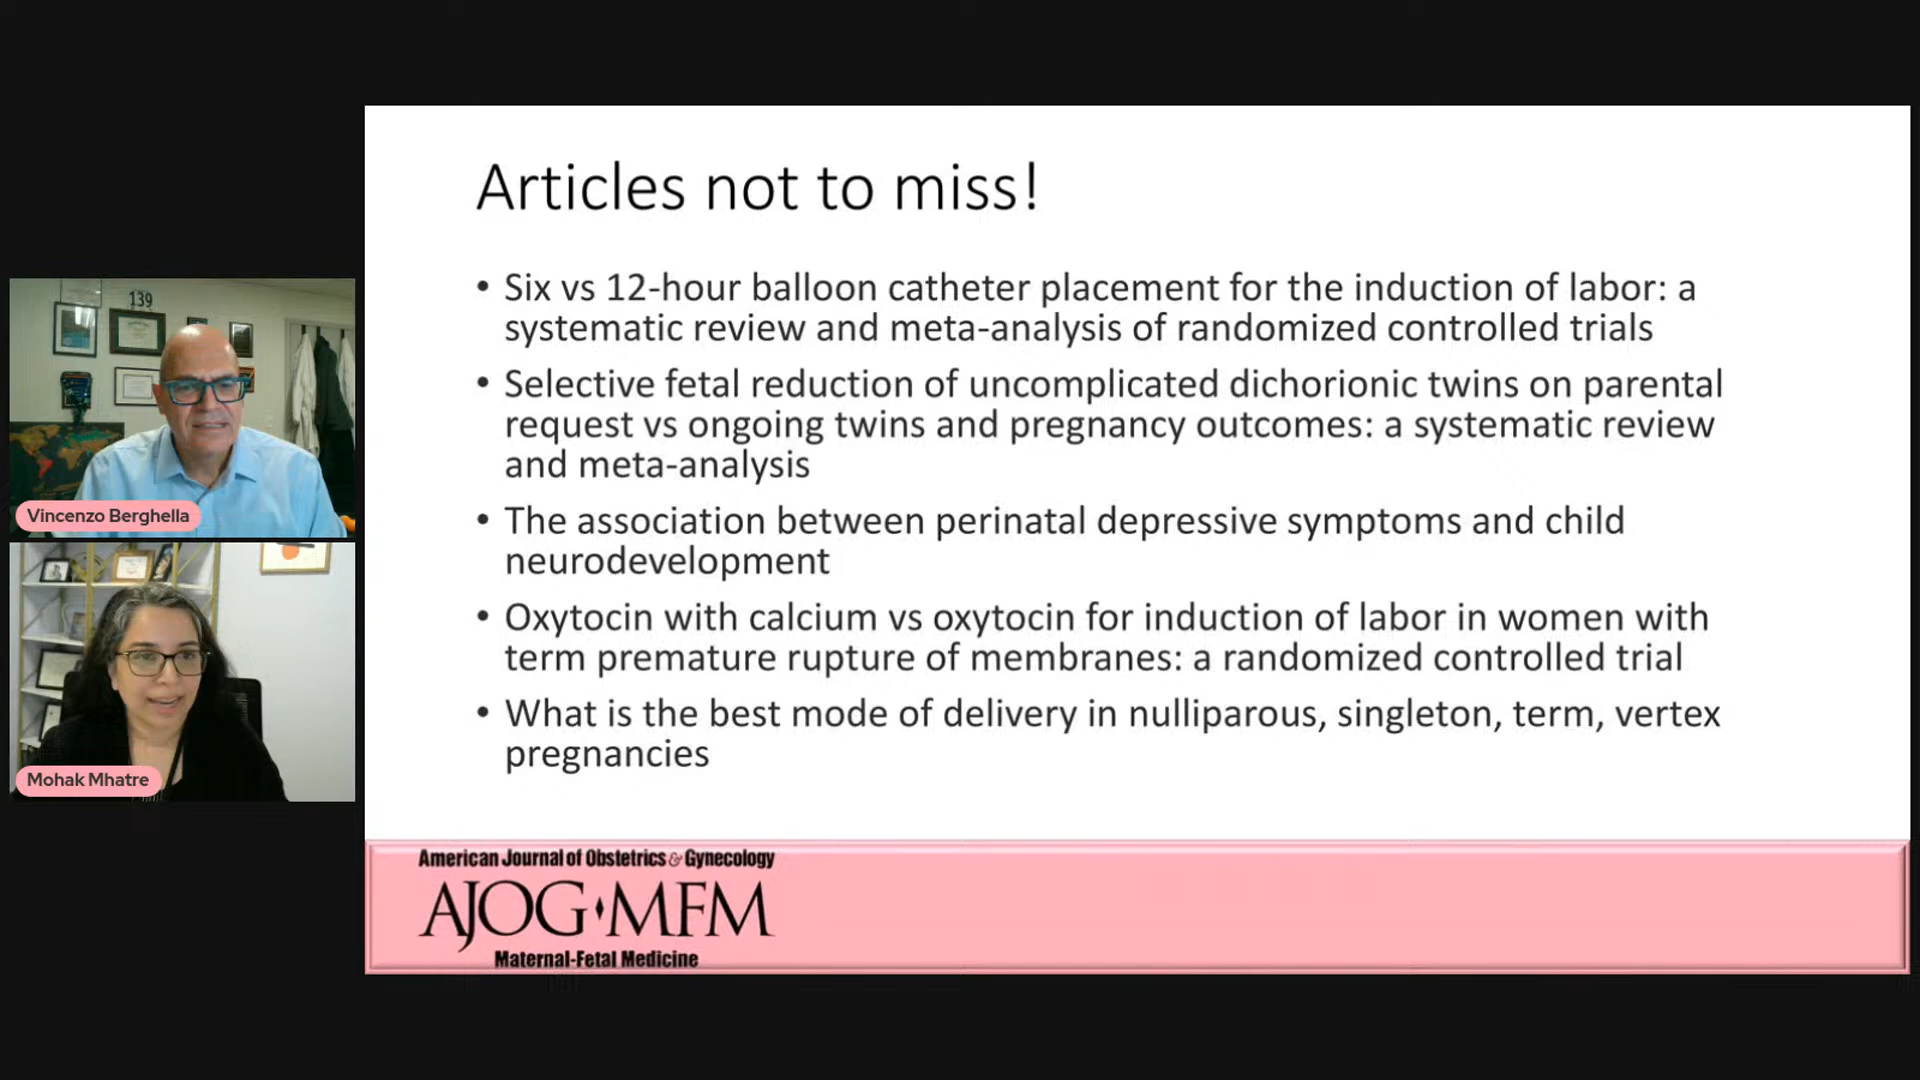 Articles not to miss!
• Six vs 12-hour balloon catheter placement for the induction of labor: a
systematic review and meta-analysis of randomized controlled trials
• Selective fetal reduction of uncomplicated dichorionic twins on parental
request vs ongoing twins and pregnancy outcomes: a systematic review
and meta-analysis
• The association between perinatal depressive symptoms and child
neurodevelopment
• Oxytocin with calcium vs oxytocin for induction of labor in women with
term premature rupture of membranes: a randomized controlled trial
• What is the best mode of delivery in nulliparous, singleton, term, vertex
pregnancies
American Journal of Obstetrics & Gynecology
AJOG♦MFM
Maternal-Fetal Medicine
139
Vincenzo Berghella
Mohak Mhatre